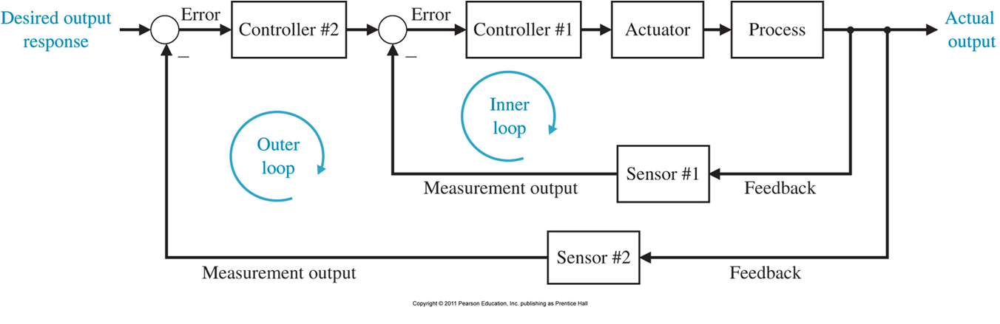 Desired output
response
Error
Controller #2
Error
Controller #1
Actuator
Process
Actual
output
–
–
Inner
loop
Outer
loop
Sensor #1
Measurement output
Feedback
Sensor #2
Measurement output
Feedback
Copyright © 2011 Pearson Education, Inc. publishing as Prentice Hall